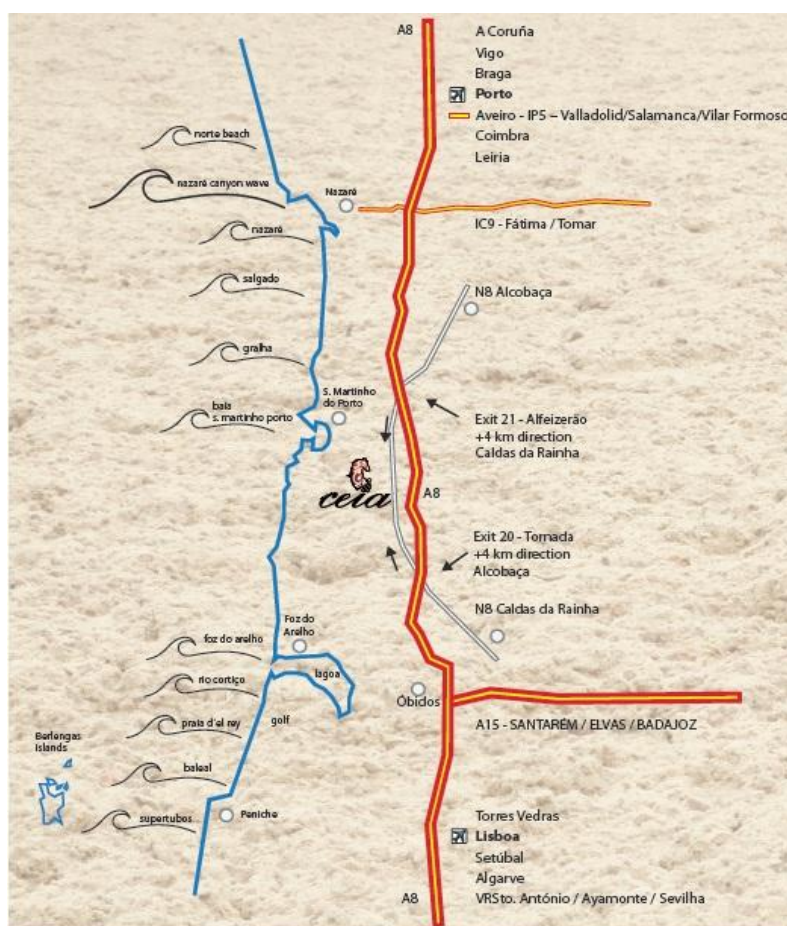 A8
A Coruña
Vigo
Braga
Porto
Aveiro - IP5 – Valladolid/Salamanca/Vilar Formoso
Coimbra
Leiria
norte beach
nazaré canyon wave
Nazaré
nazaré
IC9 - Fátima / Tomar
salgado
N8 Alcobaça
gralha
S. Martinho
do Porto
baia
s. martinho porto
Exit 21 - Alfeizerão
+4 km direction
Caldas da Rainha
ceia
A8
Exit 20 - Tornada
+4 km direction
Alcobaça
N8 Caldas da Rainha
Foz do
Arelho
foz do arelho
lagoa
rio cortiço
Óbidos
golf
praia d'el rey
A15 - SANTARÉM / ELVAS / BADAJOZ
Berlengas
Islands
baleal
supertubos
Peniche
Torres Vedras
Lisboa
Setúbal
Algarve
A8
VRSto. António / Ayamonte / Sevilha